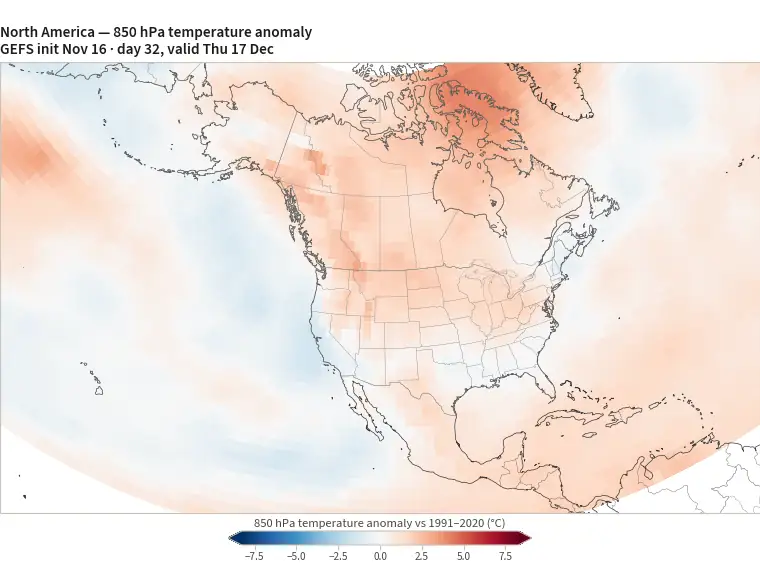 North America — 850 hPa temperature anomaly
GEFS init Nov 16 · day 32, valid Thu 17 Dec
850 hPa temperature anomaly vs 1991–2020 (°C)
−7.5 −5.0 −2.5 0.0 2.5 5.0 7.5